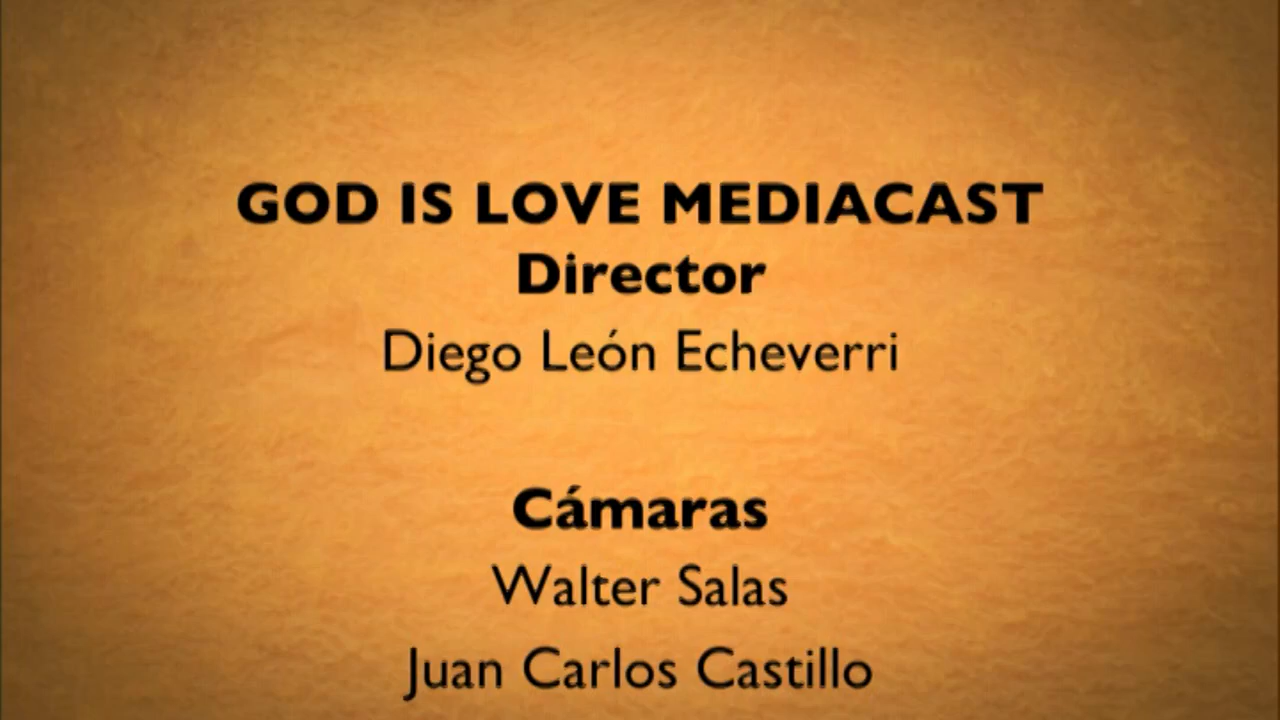 GOD IS LOVE MEDIACAST
Director
Diego León Echeverri
Cámaras
Walter Salas
Juan Carlos Castillo